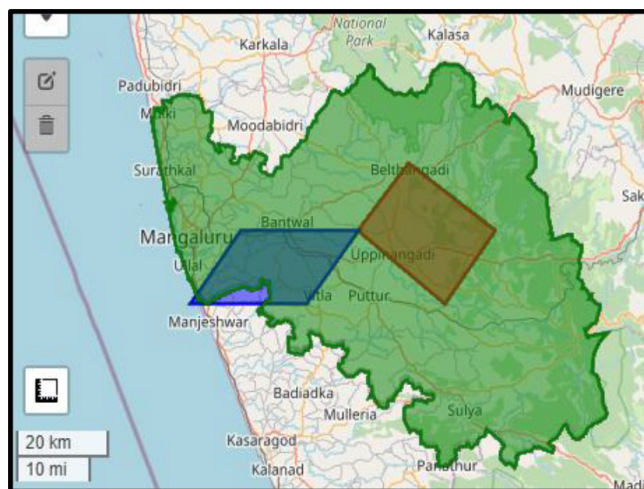 National
Park
Kalasa
Karkala
Padubidri
Mudigere
Mulki
Moodabidri
Surathkal
Belthangadi
Sak
Bantwal
Mangaluru
Uppinangadi
Ullal
Vitla
Puttur
Manjeshwar
Badiadka
Mulleria
Sulya
20 km
10 mi
Kasaragod
Kalanad
Panathur
Mad